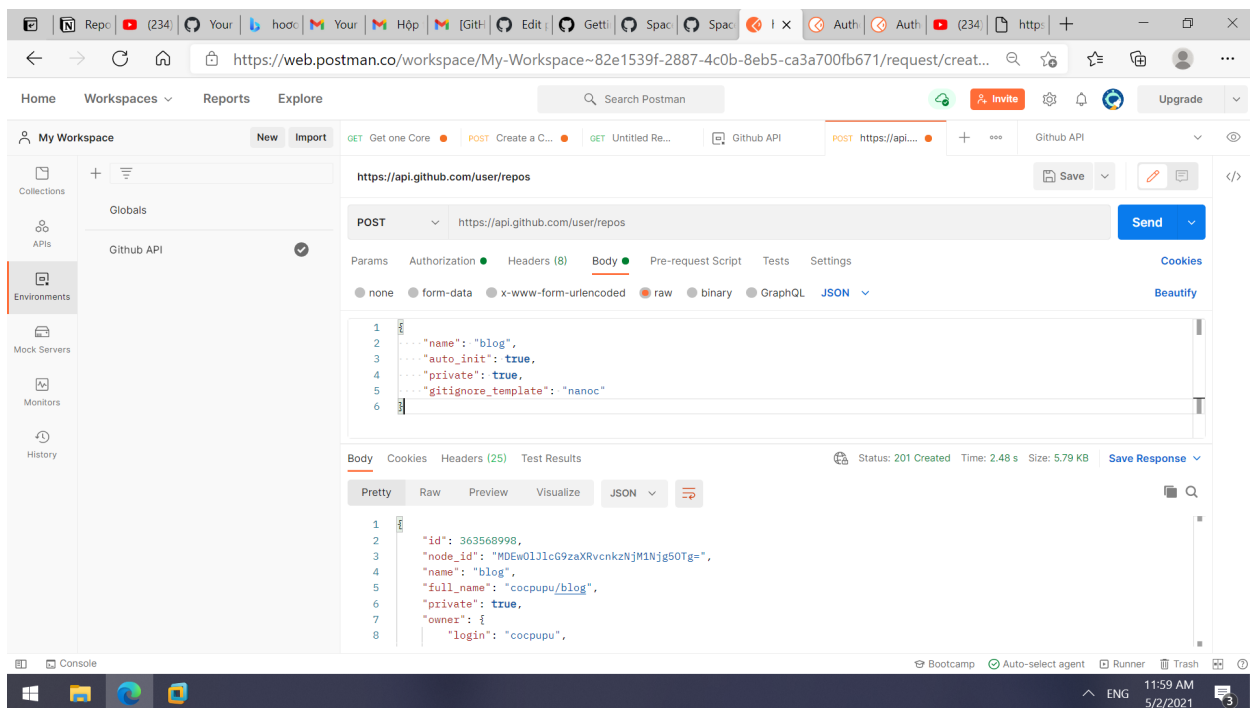 Repo (234) Your hoặc Your Hộp [GitH Edit Getti Spac Spac Auth Auth (234) https
https://web.postman.co/workspace/My-Workspace~82e1539f-2887-4c0b-8eb5-ca3a700fb671/request/creat...
Home Workspaces Reports Explore Search Postman Invite Upgrade
My Workspace New Import GET Get one Core POST Create a C... GET Untitled Re... Github API POST https://api.... Github API
Collections
Globals
https://api.github.com/user/repos Save
APIs
Github API
POST https://api.github.com/user/repos Send
Environments
Params Authorization Headers (8) Body Pre-request Script Tests Settings Cookies
none form-data x-www-form-urlencoded raw binary GraphQL JSON Beautify
Mock Servers
Monitors
History
1 {
2 "name": "blog",
3 "auto_init": true,
4 "private": true,
5 "gitignore_template": "nanoc"
6 }
Body Cookies Headers (25) Test Results Status: 201 Created Time: 2.48 s Size: 5.79 KB Save Response
Pretty Raw Preview Visualize JSON
1 {
2 "id": 363568998,
3 "node_id": "MDEwOlJlcG9zaXRvcnkzNjM1Njg5OTg=",
4 "name": "blog",
5 "full_name": "cocpupu/blog",
6 "private": true,
7 "owner": {
8 "login": "cocpupu",
Console Bootcamp Auto-select agent Runner Trash
ENG 11:59 AM
5/2/2021 3